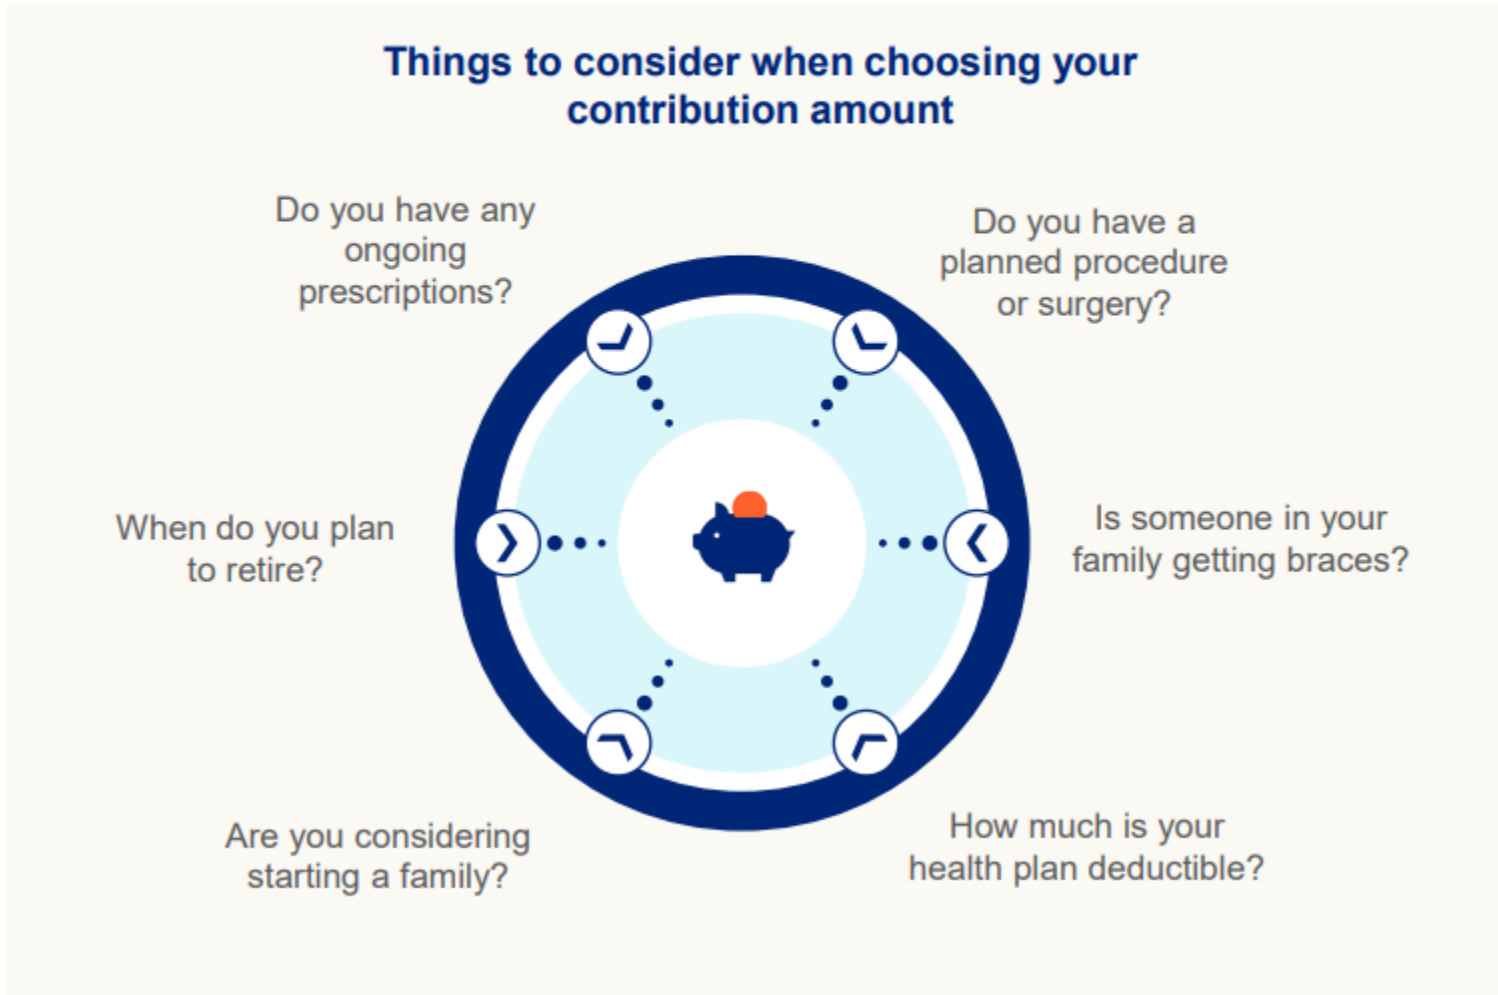 Things to consider when choosing your
contribution amount
Do you have any
ongoing
prescriptions?
Do you have a
planned procedure
or surgery?
When do you plan
to retire?
Is someone in your
family getting braces?
Are you considering
starting a family?
How much is your
health plan deductible?